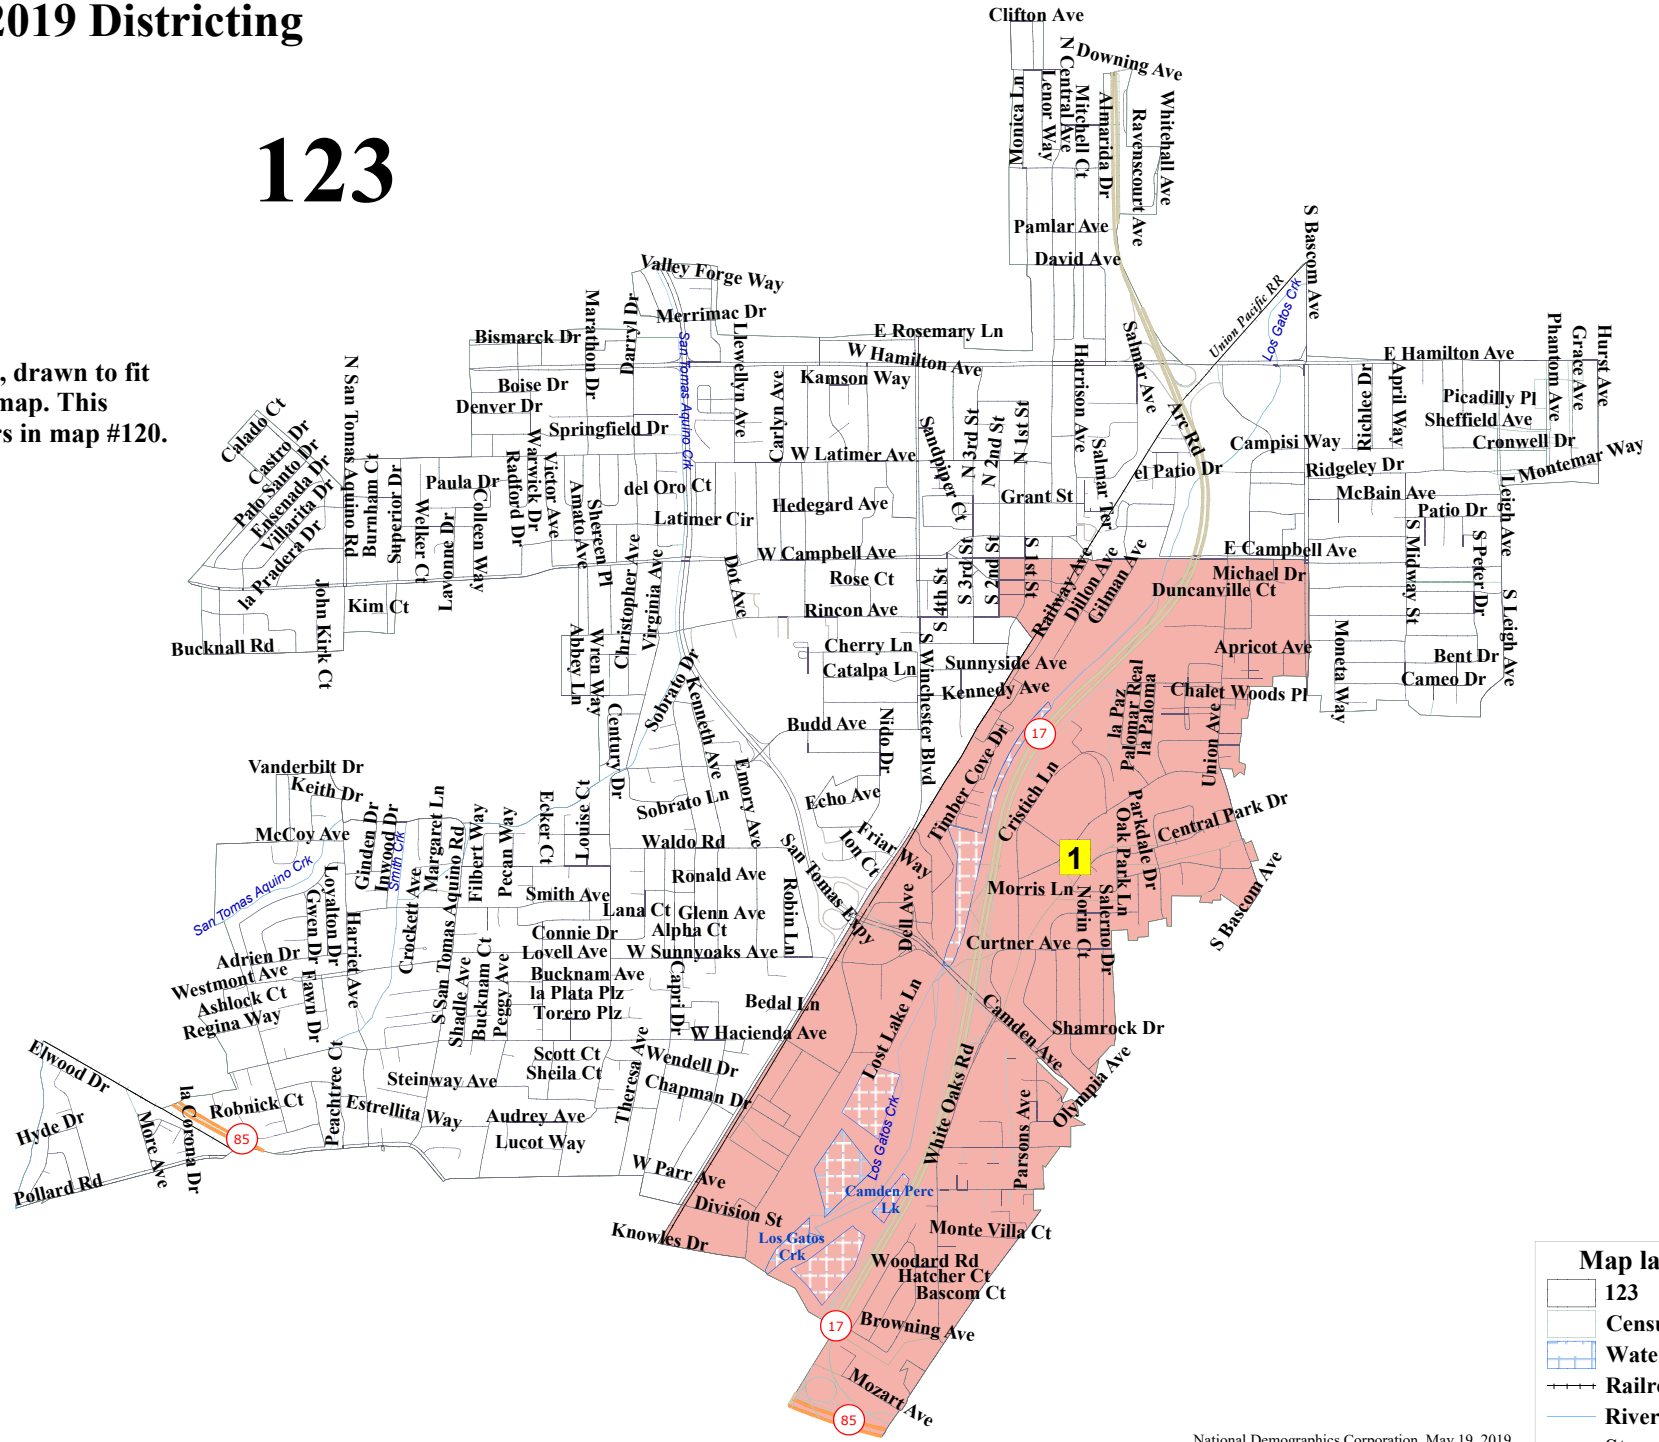 2019 Districting
123
, drawn to fit
map. This
rs in map #120.
Clifton Ave
Downing Ave
Monica Ln
Lenor Way
N Central Ave
Mitchell Ct
Almarida Dr
Ravenscourt Ave
Whitehall Ave
Pamlar Ave
David Ave
S Bascom Ave
Union Pacific RR
Los Gatos Crk
Valley Forge Way
Merrimac Dr
Marathon Dr
Darryl Dr
Bismarck Dr
Llewellyn Ave
E Rosemary Ln
W Hamilton Ave
Kamson Way
Boise Dr
Denver Dr
Springfield Dr
San Tomas Aquino Crk
Carlyn Ave
W Latimer Ave
Sandpiper Ct
N 3rd St
N 2nd St
N 1st St
Harrison Ave
Salmar Ave
Salmar Ter
Arc Rd
el Patio Dr
Grant St
E Hamilton Ave
Richlee Dr
April Way
Phantom Ave
Grace Ave
Hurst Ave
Picadilly Pl
Sheffield Ave
Cronwell Dr
Montemar Way
Campisi Way
Ridgeley Dr
McBain Ave
Patio Dr
Leigh Ave
S Midway St
S Peter Dr
S Leigh Ave
Calado Ct
Castro Dr
Palo Santo Dr
Ensenada Dr
Villarita Dr
la Pradera Dr
N San Tomas Aquino Rd
Burnham Ct
Superior Dr
Welker Ct
Lavonne Dr
Colleen Way
Paula Dr
Radford Dr
Warwick Dr
Victor Ave
Amato Ave
Shereen Pl
Christopher Ave
Virginia Ave
del Oro Ct
Latimer Cir
Hedegard Ave
W Campbell Ave
Dot Ave
Rose Ct
Rincon Ave
S 4th St
S 3rd St
S 2nd St
S 1st St
Railway Ave
Dillon Ave
Gilman Ave
E Campbell Ave
Michael Dr
Duncanville Ct
Apricot Ave
Chalet Woods Pl
Moneta Way
Bent Dr
Cameo Dr
Kim Ct
John Kirk Ct
Bucknall Rd
Abbey Ln
Wren Way
Century Dr
Sobrato Dr
Kenneth Ave
Cherry Ln
Catalpa Ln
S Winchester Blvd
Sunnyside Ave
Kennedy Ave
Budd Ave
Nido Dr
17
la Paz
Palomar Real
la Paloma
Union Ave
Timber Cove Dr
Cristich Ln
Parkdale Dr
Oak Park Ln
Central Park Dr
1
Vanderbilt Dr
Keith Dr
McCoy Ave
Ginden Dr
Inwood Dr
Smith Crk
Margaret Ln
Filbert Way
Pecan Way
Ecker Ct
Louise Ct
Sobrato Ln
Emory Ave
Echo Ave
Ion Ct
Friar Way
Waldo Rd
Ronald Ave
San Tomas Expy
San Tomas Aquino Crk
Loyalton Dr
Gwen Dr
Harriet Ave
Crockett Ave
S San Tomas Aquino Rd
Smith Ave
Lana Ct
Glenn Ave
Robin Ln
Connie Dr
Alpha Ct
Lovell Ave
W Sunnyoaks Ave
Dell Ave
Morris Ln
Norin Ct
Salerno Dr
Curtner Ave
S Bascom Ave
Adrien Dr
Westmont Ave
Ashlock Ct
Regina Way
Fawn Dr
Shadle Ave
Bucknam Ct
Peggy Ave
Bucknam Ave
la Plata Plz
Torero Plz
Capri Dr
Bedal Ln
W Hacienda Ave
Lost Lake Ln
Camden Ave
Shamrock Dr
Olympia Ave
Elwood Dr
Hyde Dr
More Ave
la Corona Dr
Pollard Rd
85
Robnick Ct
Peachtree Ct
Estrellita Way
Steinway Ave
Scott Ct
Sheila Ct
Audrey Ave
Lucot Way
Theresa Ave
Wendell Dr
Chapman Dr
W Parr Ave
Division St
Knowles Dr
White Oaks Rd
Parsons Ave
Los Gatos Crk
Camden Perc
Lk
Los Gatos
Crk
Monte Villa Ct
Woodard Rd
Hatcher Ct
Bascom Ct
17
Browning Ave
Mozart Ave
85
Map la
123
Censu
Wate
Railr
River
National Demographics Corporation, May 19, 2019